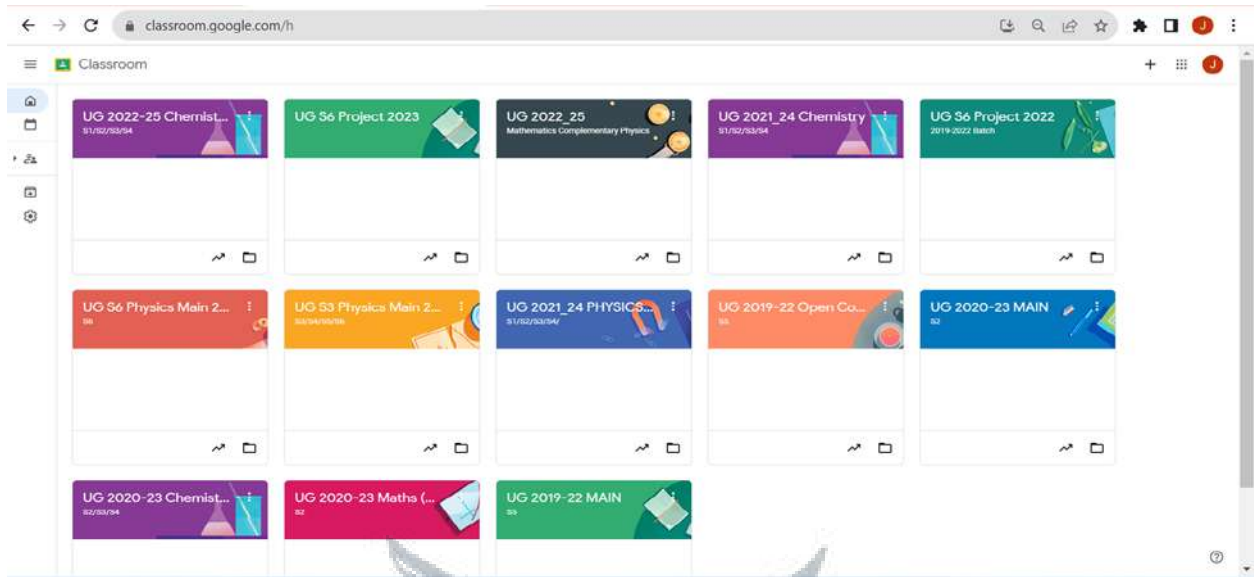 classroom.google.com/h
J
Classroom
J
UG 2022-25 Chemist...
S1/S2/S3/S4
UG S6 Project 2023
UG 2022_25
Mathematics Complementary Physics
UG 2021_24 Chemistry
S1/S2/S3/S4
UG S6 Project 2022
2019-2022 Batch
UG S6 Physics Main 2...
S6
UG S3 Physics Main 2...
S3/S4/S5/S6
UG 2021_24 PHYSICS...
S1/S2/S3/S4/
UG 2019-22 Open Co...
S5
UG 2020-23 MAIN
S2
UG 2020-23 Chemist...
S2/S3/S4
UG 2020-23 Maths (...
S2
UG 2019-22 MAIN
S5